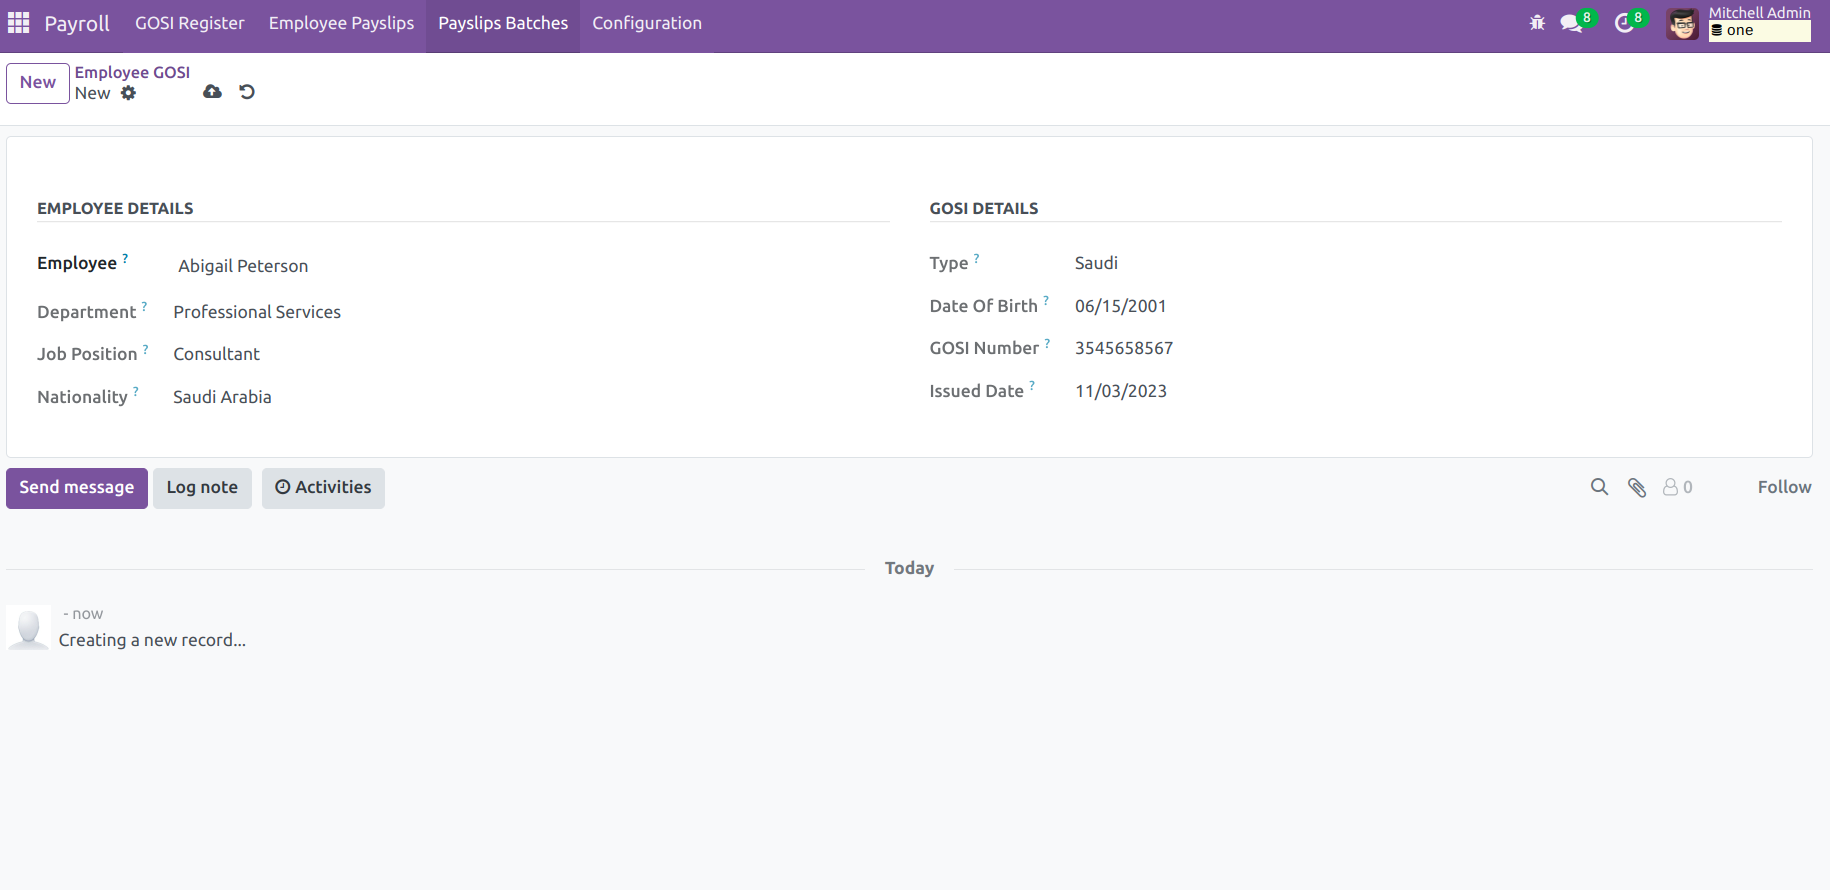 Payroll GOSI Register Employee Payslips Payslips Batches Configuration 8 8 Mitchell Admin
one
New Employee GOSI
New
EMPLOYEE DETAILS
Employee ? Abigail Peterson
Department ? Professional Services
Job Position ? Consultant
Nationality ? Saudi Arabia
GOSI DETAILS
Type ? Saudi
Date Of Birth ? 06/15/2001
GOSI Number ? 3545658567
Issued Date ? 11/03/2023
Send message Log note Activities 0 Follow
Today
- now
Creating a new record...